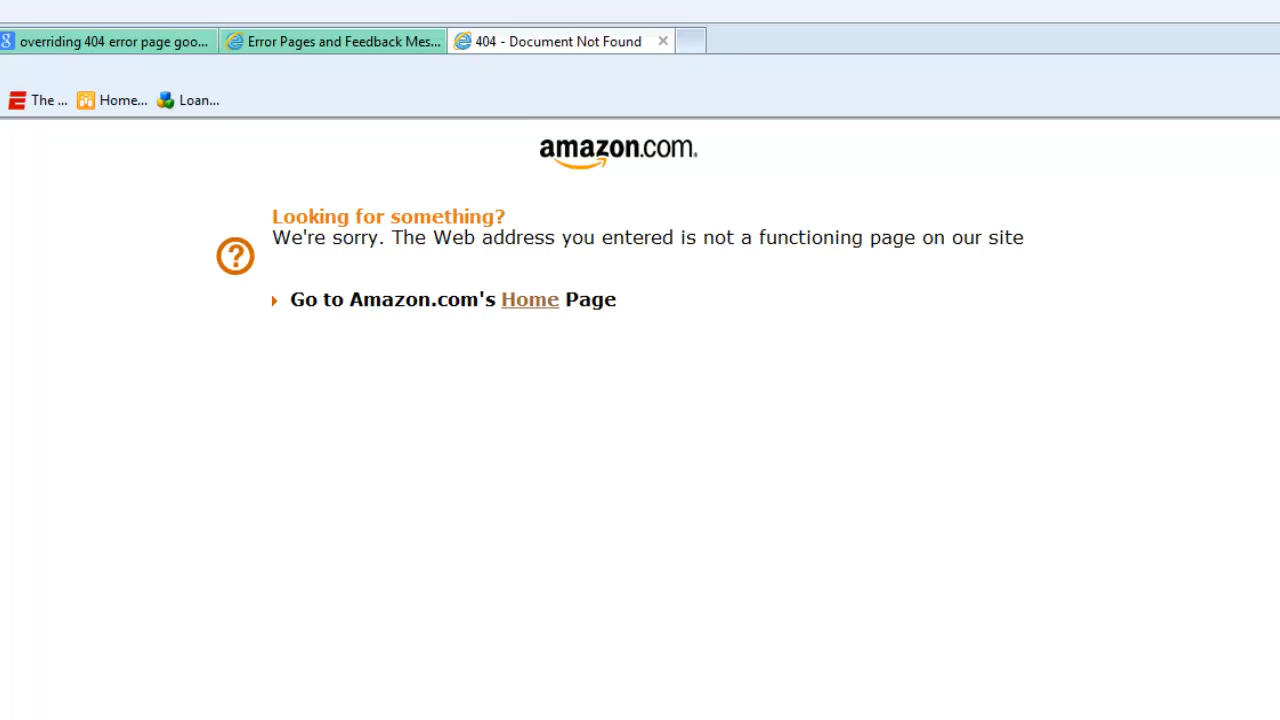 overriding 404 error page goo...
Error Pages and Feedback Mes...
404 - Document Not Found
The ...
Home...
Loan...
amazon.com.
Looking for something?
We're sorry. The Web address you entered is not a functioning page on our site
Go to Amazon.com's Home Page